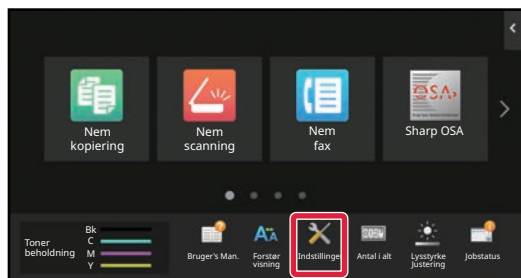 Nem
kopiering
Nem
scanning
Nem
fax
OSA
Sharp OSA
Toner
beholdning
Bk
C
M
Y
Bruger's Man.
Forstør
visning
Indstillinger
Antal i alt
Lysstyrke
Justering
Jobstatus